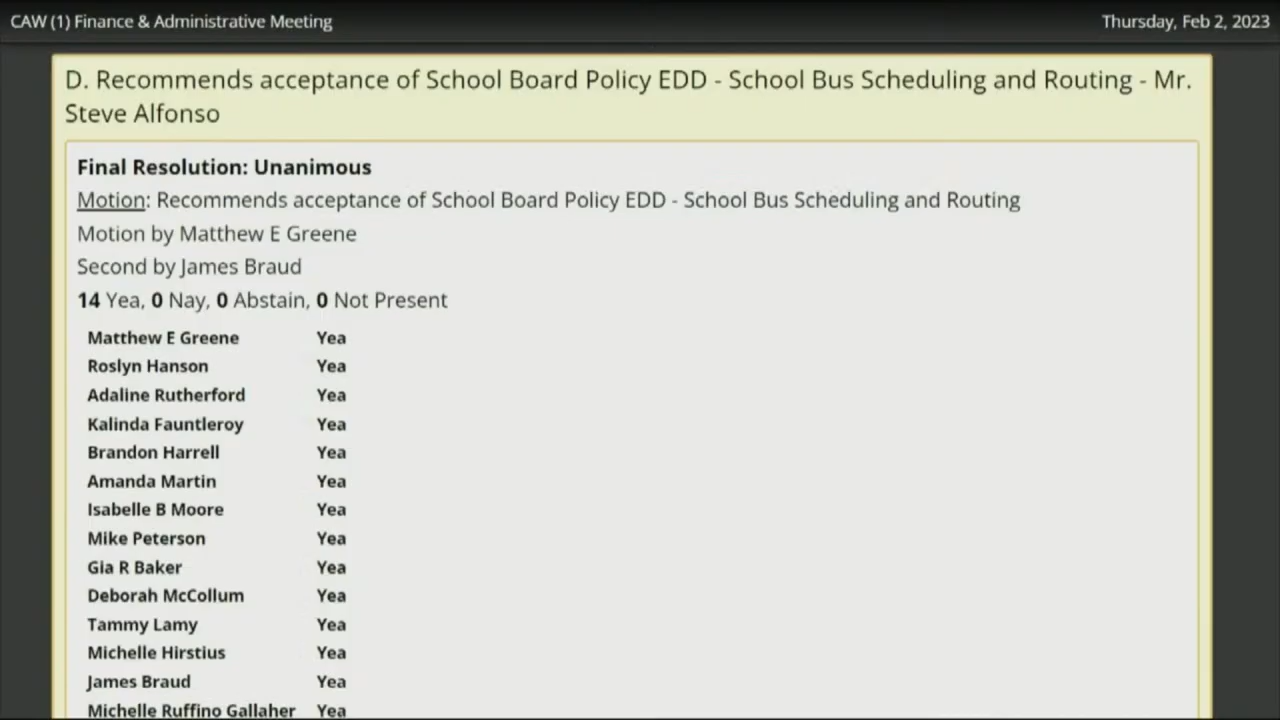 CAW (1) Finance & Administrative Meeting
Thursday, Feb 2, 2023
D. Recommends acceptance of School Board Policy EDD - School Bus Scheduling and Routing - Mr.
Steve Alfonso
Final Resolution: Unanimous
Motion: Recommends acceptance of School Board Policy EDD - School Bus Scheduling and Routing
Motion by Matthew E Greene
Second by James Braud
14 Yea, 0 Nay, 0 Abstain, 0 Not Present
Matthew E Greene Yea
Roslyn Hanson Yea
Adaline Rutherford Yea
Kalinda Fauntleroy Yea
Brandon Harrell Yea
Amanda Martin Yea
Isabelle B Moore Yea
Mike Peterson Yea
Gia R Baker Yea
Deborah McCollum Yea
Tammy Lamy Yea
Michelle Hirstius Yea
James Braud Yea
Michelle Ruffino Gallaher Yea